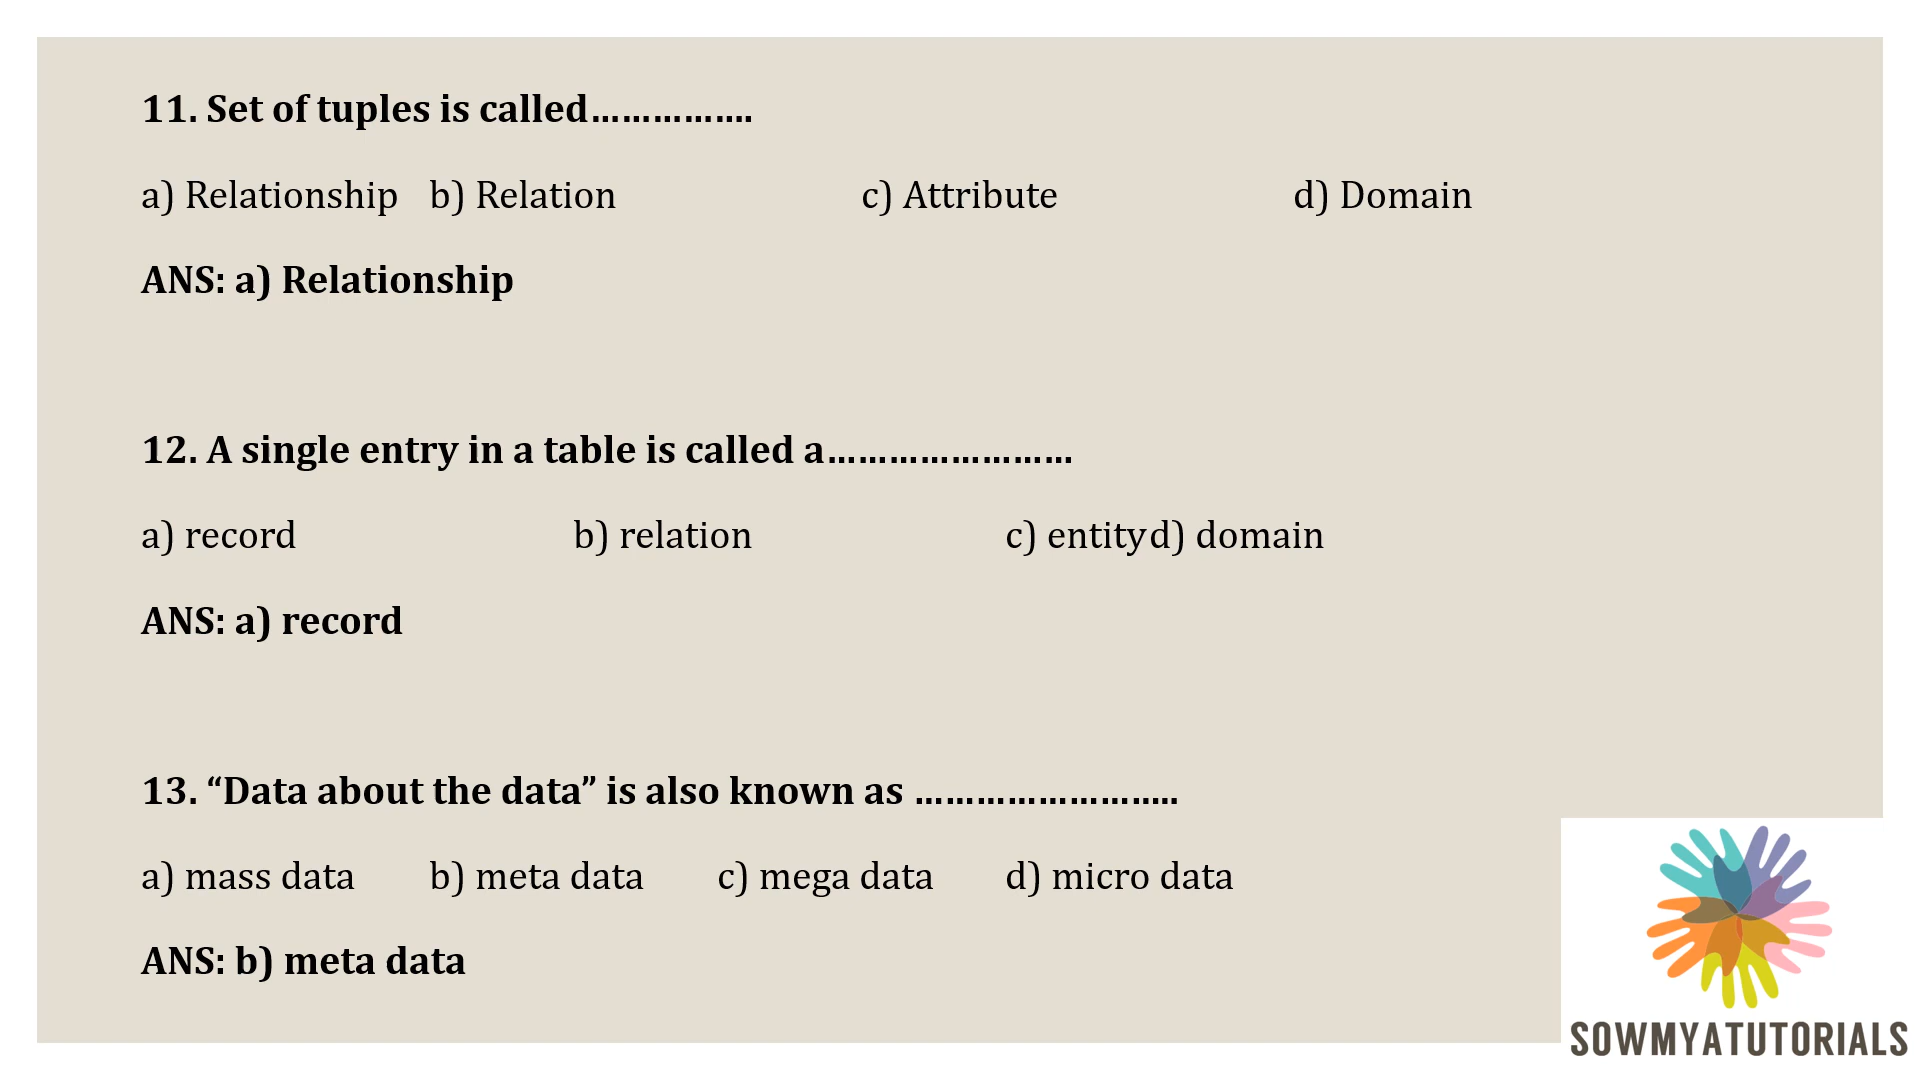 11. Set of tuples is called…………….
a) Relationship b) Relation c) Attribute d) Domain
ANS: a) Relationship
12. A single entry in a table is called a……………………
a) record b) relation c) entity d) domain
ANS: a) record
13. “Data about the data” is also known as ……………………..
a) mass data b) meta data c) mega data d) micro data
ANS: b) meta data
SOWMYATUTORIALS